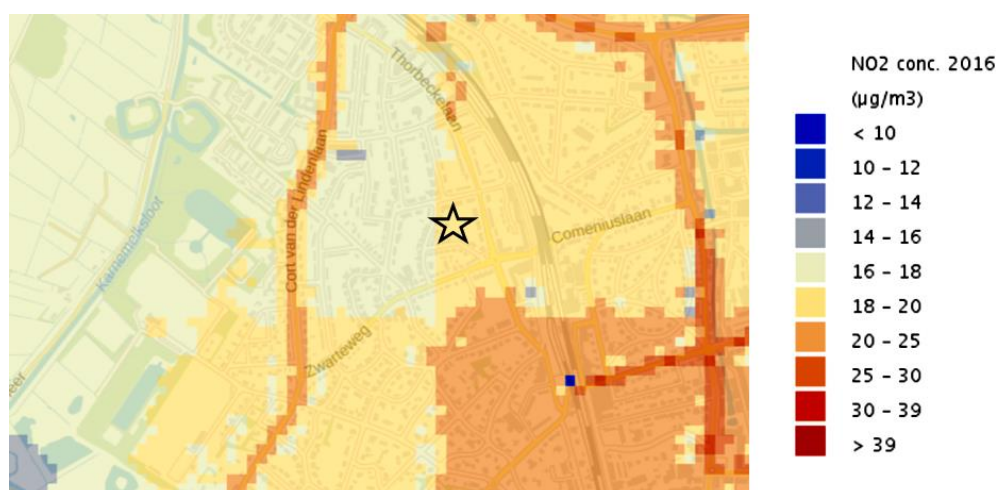 Thorbeckelaan
Cort van der Lindenlaan
Karnemelksloot
Comeniuslaan
Zwarteweg
meer
NO2 conc. 2016
(µg/m3)
< 10
10 - 12
12 - 14
14 - 16
16 - 18
18 - 20
20 - 25
25 - 30
30 - 39
> 39